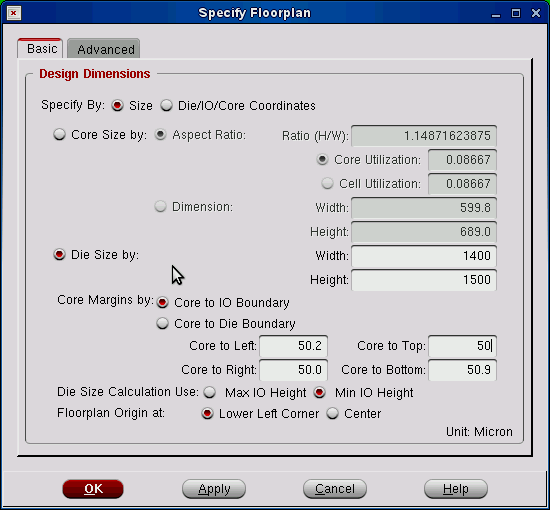 Specify Floorplan
Basic Advanced
Design Dimensions
Specify By: Size Die/IO/Core Coordinates
Core Size by: Aspect Ratio: Ratio (H/W): 1.14871623875
Core Utilization: 0.08667
Cell Utilization: 0.08667
Dimension: Width: 599.8
Height: 689.0
Die Size by: Width: 1400
Height: 1500
Core Margins by: Core to IO Boundary
Core to Die Boundary
Core to Left: 50.2 Core to Top: 50
Core to Right: 50.0 Core to Bottom: 50.9
Die Size Calculation Use: Max IO Height Min IO Height
Floorplan Origin at: Lower Left Corner Center
Unit: Micron
OK Apply Cancel Help